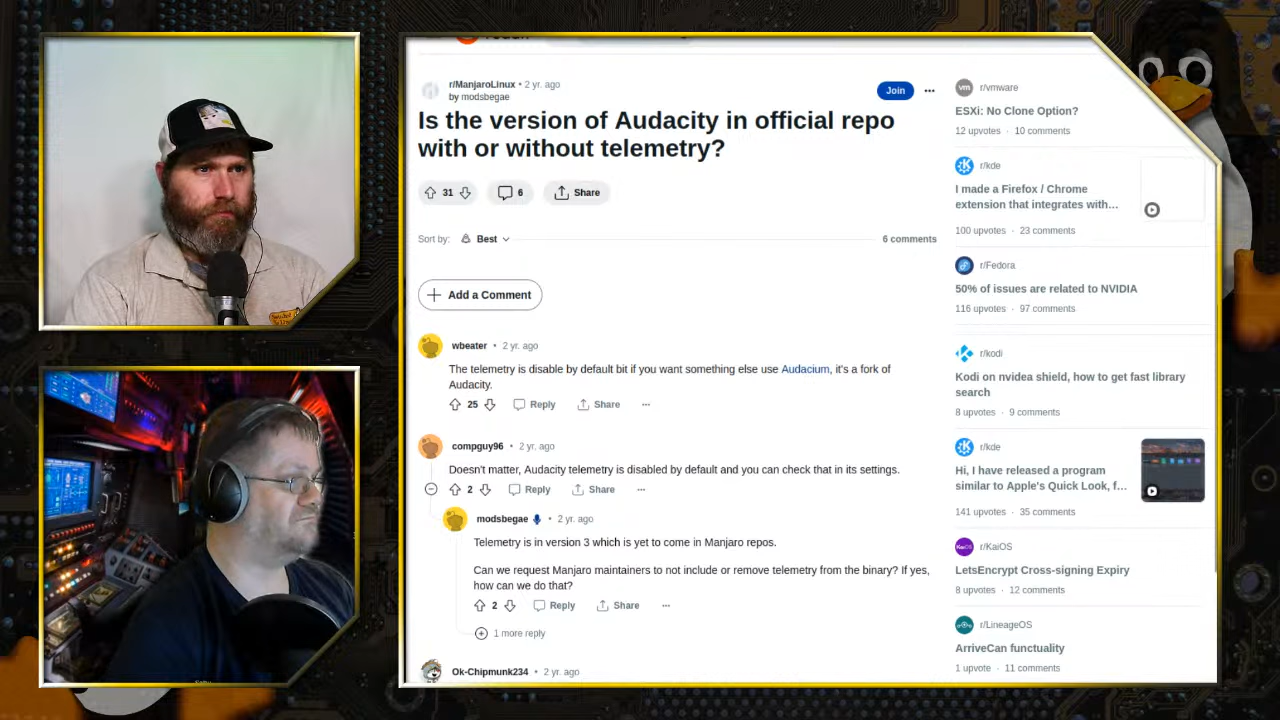 r/ManjaroLinux • 2 yr. ago
by modsbegae
Join
Is the version of Audacity in official repo
with or without telemetry?
31
6
Share
Sort by:
Best
6 comments
Add a Comment
wbeater • 2 yr. ago
The telemetry is disable by default bit if you want something else use Audacium, it's a fork of
Audacity.
25
Reply
Share
compguy96 • 2 yr. ago
Doesn't matter, Audacity telemetry is disabled by default and you can check that in its settings.
2
Reply
Share
modsbegae • 2 yr. ago
Telemetry is in version 3 which is yet to come in Manjaro repos.
Can we request Manjaro maintainers to not include or remove telemetry from the binary? If yes,
how can we do that?
2
Reply
Share
1 more reply
Ok-Chipmunk234 • 2 yr. ago
vm
r/vmware
ESXi: No Clone Option?
12 upvotes · 10 comments
r/kde
I made a Firefox / Chrome
extension that integrates with…
100 upvotes · 23 comments
r/Fedora
50% of issues are related to NVIDIA
116 upvotes · 97 comments
r/kodi
Kodi on nvidea shield, how to get fast library
search
8 upvotes · 9 comments
r/kde
Hi, I have released a program
similar to Apple's Quick Look, f…
141 upvotes · 35 comments
r/KaiOS
LetsEncrypt Cross-signing Expiry
8 upvotes · 12 comments
r/LineageOS
ArriveCan functuality
1 upvote · 11 comments